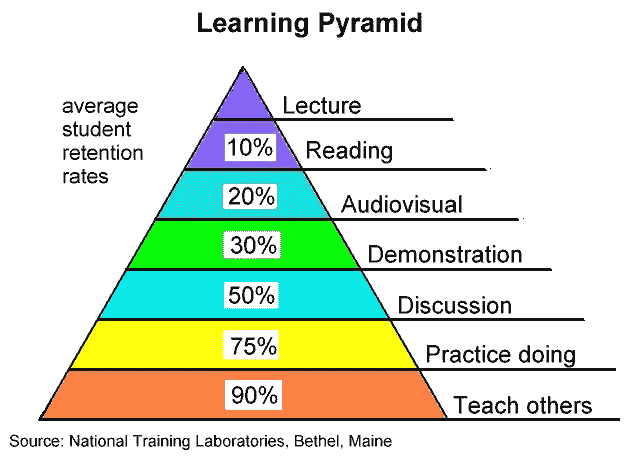 Learning Pyramid
average
student
retention
rates
Lecture
10% Reading
20% Audiovisual
30% Demonstration
50% Discussion
75% Practice doing
90% Teach others
Source: National Training Laboratories, Bethel, Maine